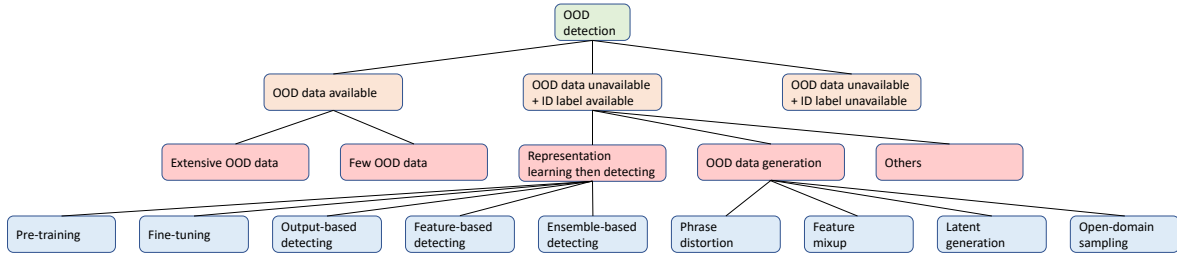 OOD
detection
OOD data available
OOD data unavailable
+ ID label available
OOD data unavailable
+ ID label unavailable
Extensive OOD data
Few OOD data
Representation
learning then detecting
OOD data generation
Others
Pre-training
Fine-tuning
Output-based
detecting
Feature-based
detecting
Ensemble-based
detecting
Phrase
distortion
Feature
mixup
Latent
generation
Open-domain
sampling